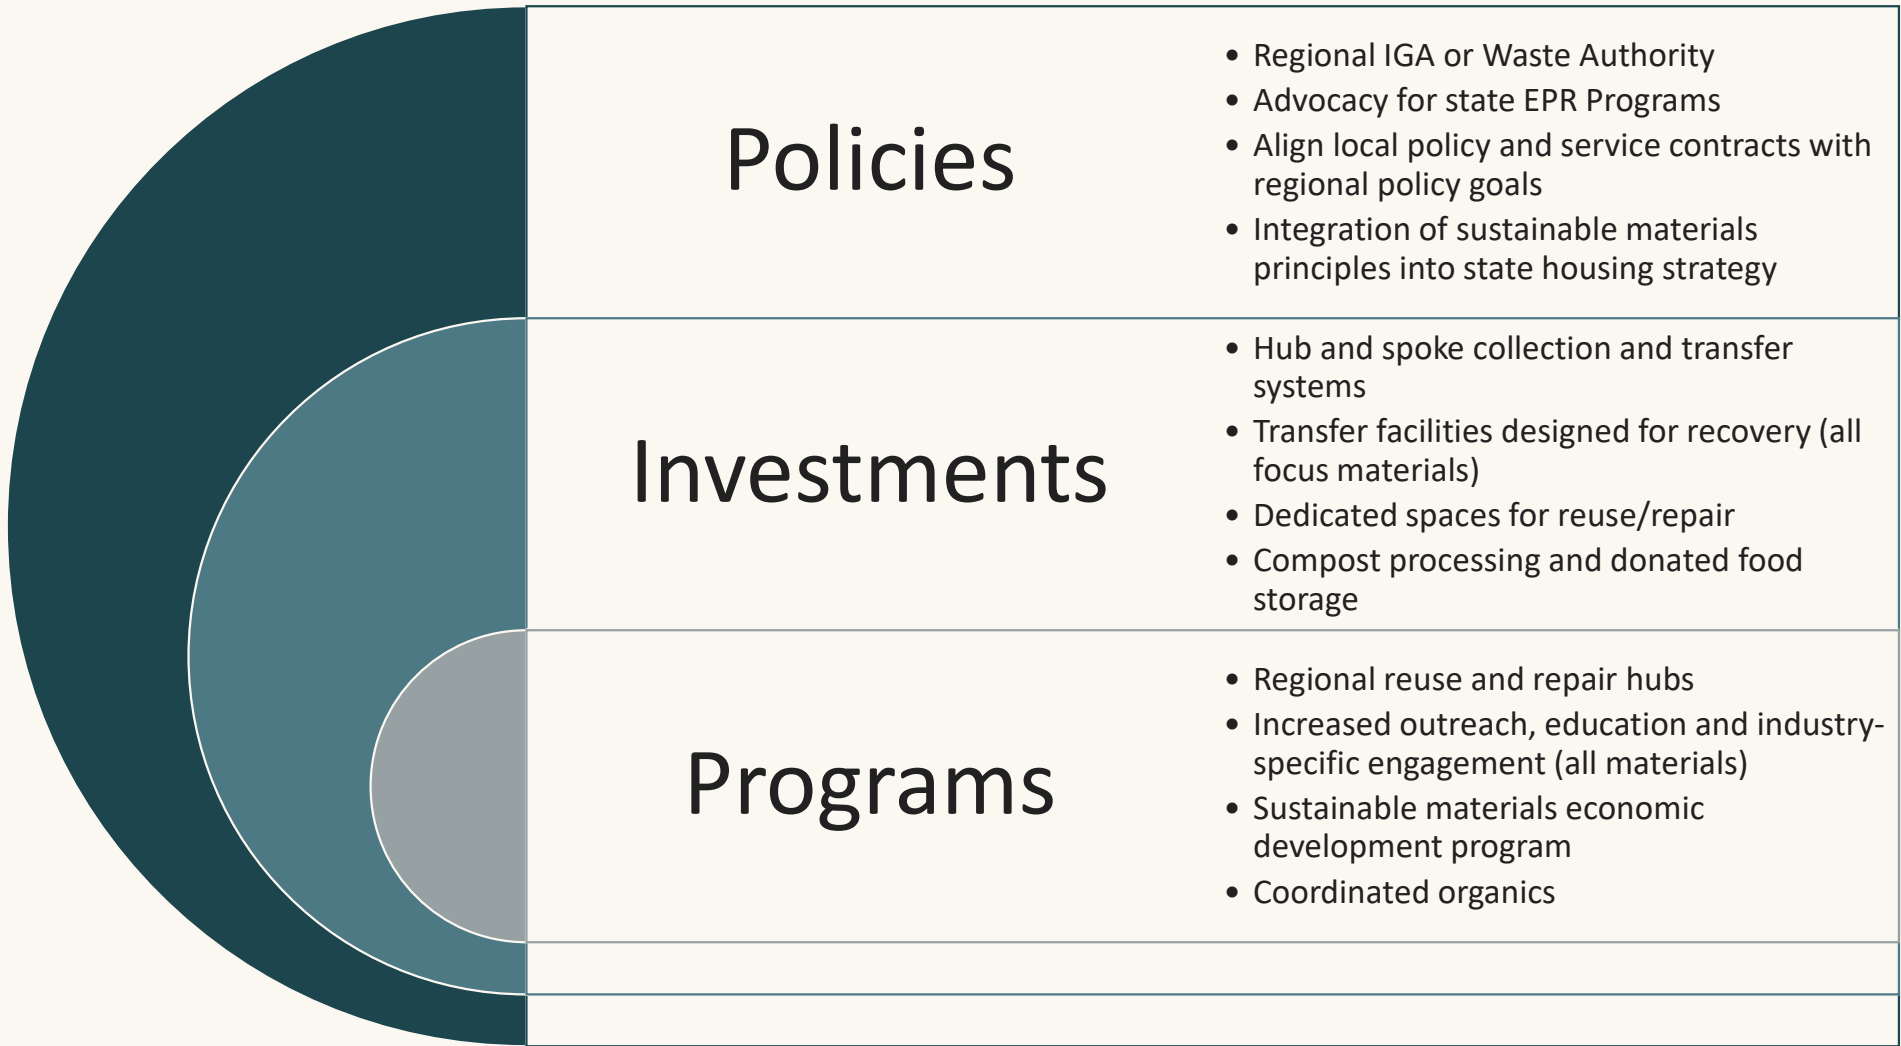 Policies
• Regional IGA or Waste Authority
• Advocacy for state EPR Programs
• Align local policy and service contracts with
regional policy goals
• Integration of sustainable materials
principles into state housing strategy
Investments
• Hub and spoke collection and transfer
systems
• Transfer facilities designed for recovery (all
focus materials)
• Dedicated spaces for reuse/repair
• Compost processing and donated food
storage
Programs
• Regional reuse and repair hubs
• Increased outreach, education and industry-
specific engagement (all materials)
• Sustainable materials economic
development program
• Coordinated organics